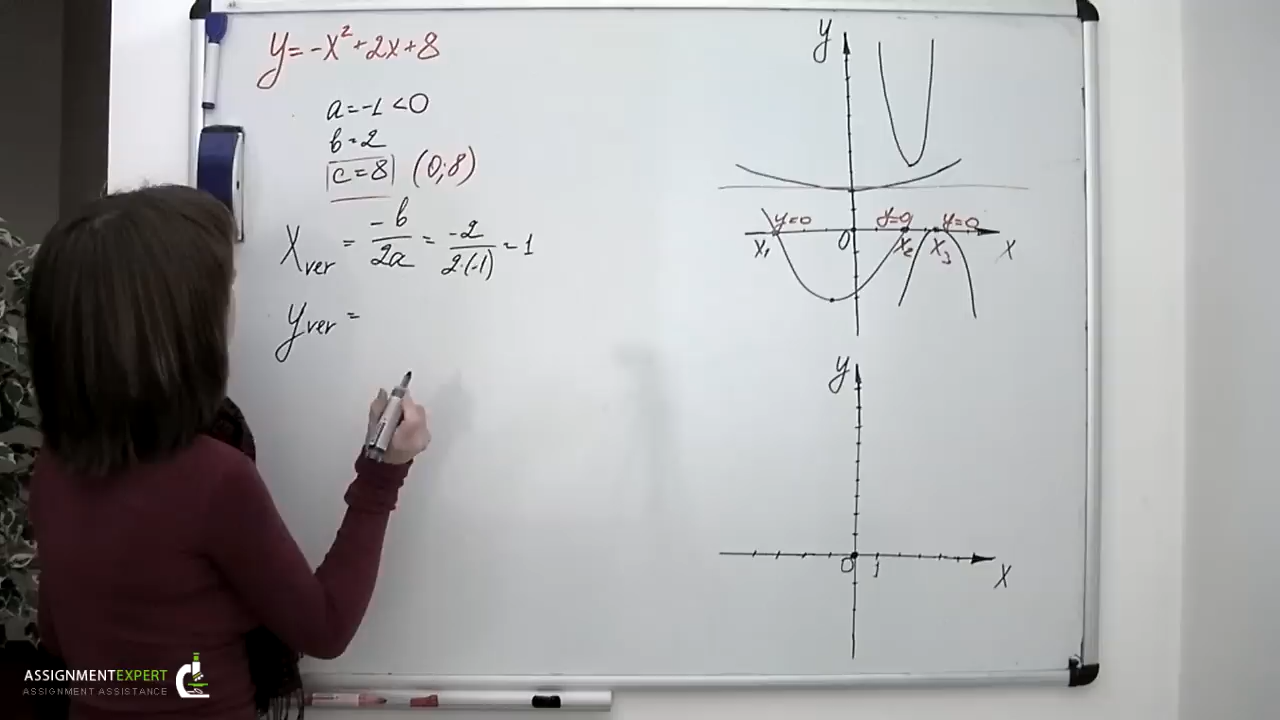 y=-x²+2x+8
a=-1<0
b=2
c=8 (0;8)
X_ver = -b/2a = -2/2·(-1) = 1
y_ver =
y
y=0 y=0 y=0
x₁ 0 x₂ x₃ X
y
0 1 X
ASSIGNMENTEXPERT
ASSIGNMENT ASSISTANCE